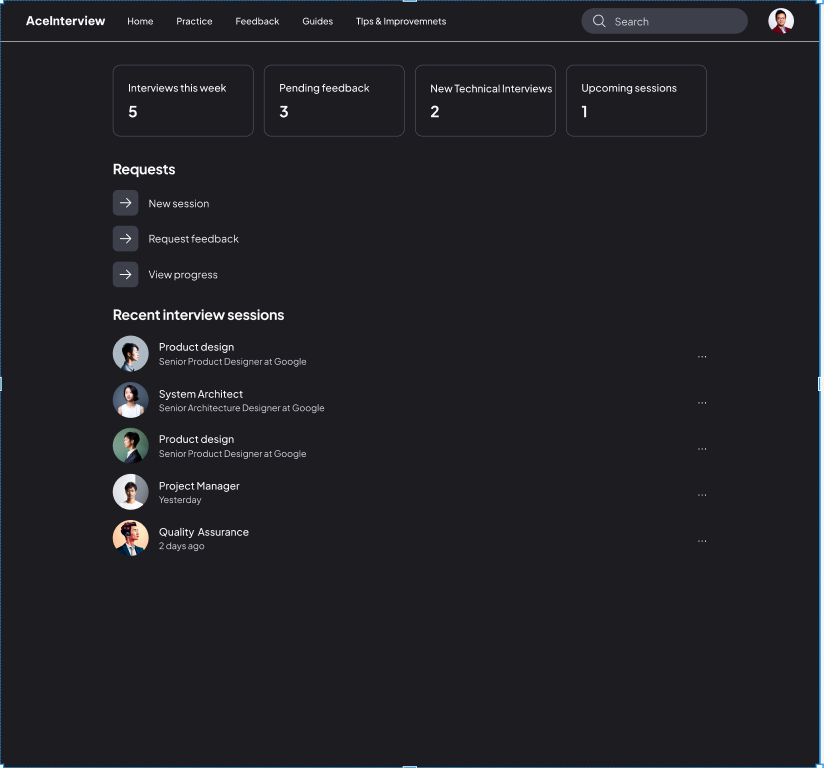 AceInterview Home Practice Feedback Guides TIps & Improvemnets Search
Interviews this week Pending feedback New Technical Interviews Upcoming sessions
5 3 2 1
Requests
New session
Request feedback
View progress
Recent interview sessions
Product design
Senior Product Designer at Google
...
System Architect
Senior Architecture Designer at Google
...
Product design
Senior Product Designer at Google
...
Project Manager
Yesterday
...
Quality Assurance
2 days ago
...